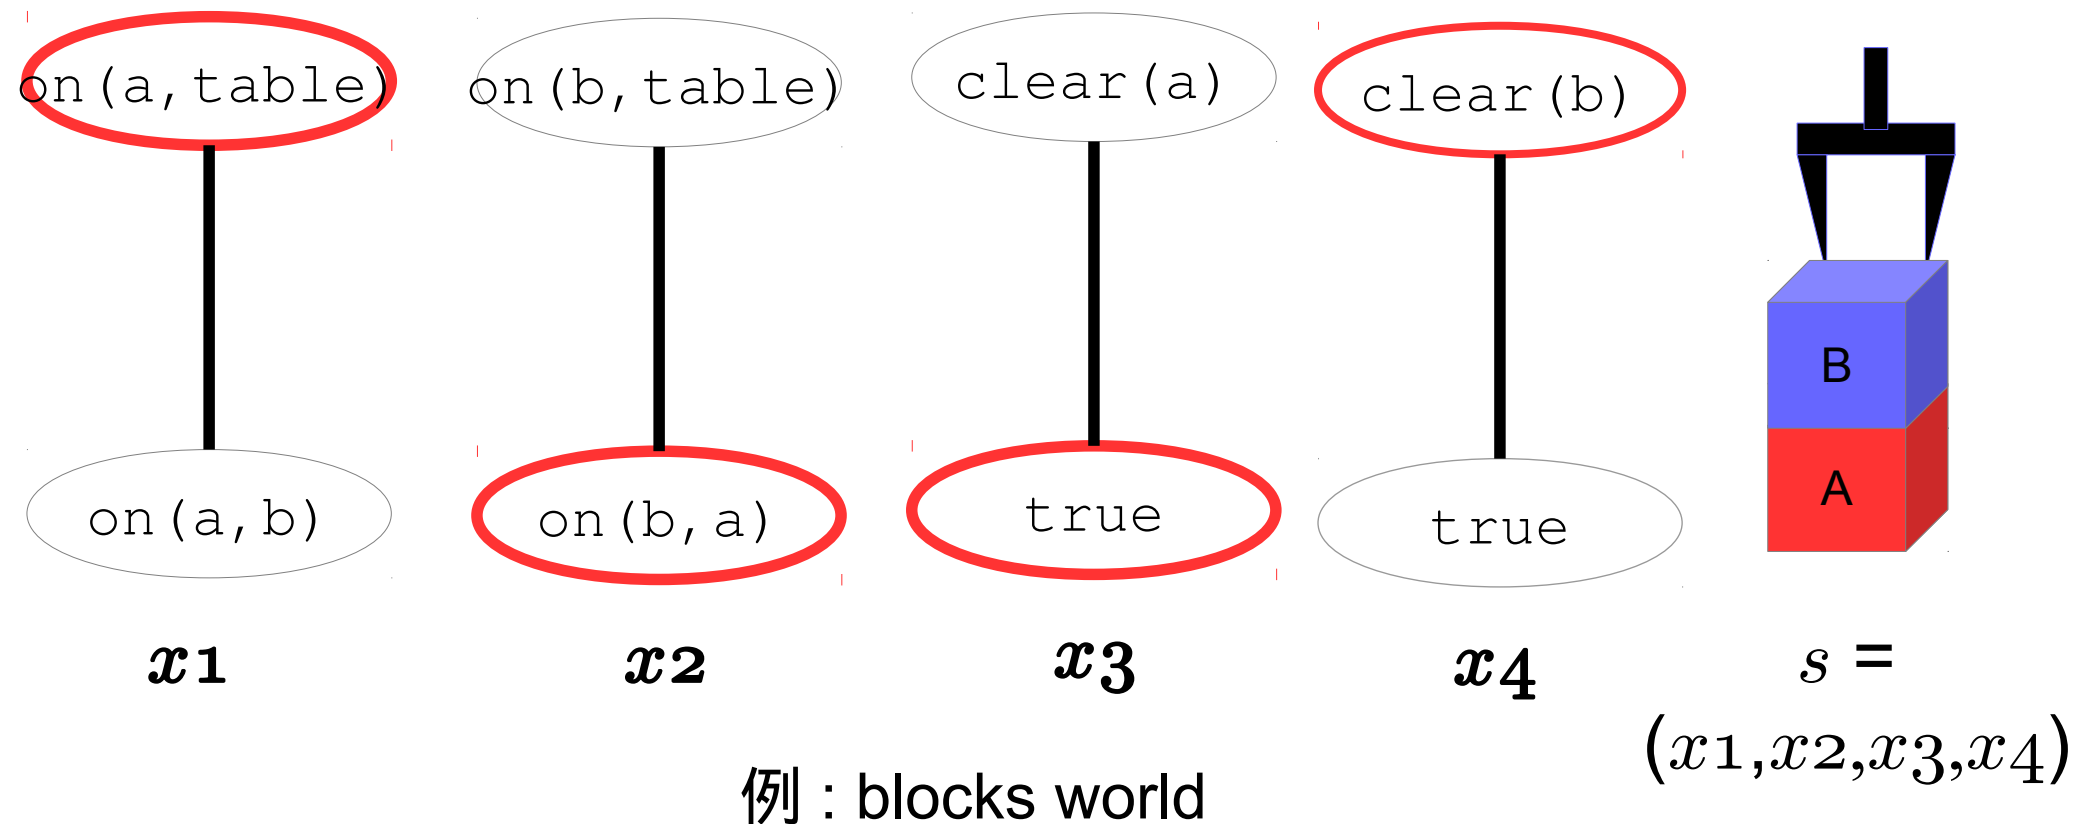 on(a,table)
on(b,table)
clear(a)
clear(b)
B
A
on(a,b)
on(b,a)
true
true
x1
x2
x3
x4
s =
(x1,x2,x3,x4)
例 : blocks world